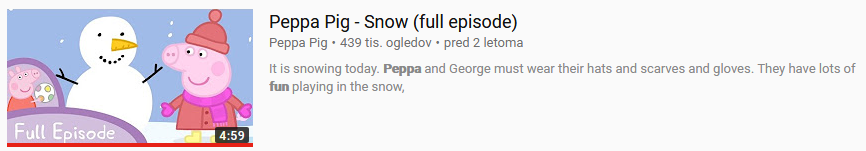 Peppa Pig - Snow (full episode)
Peppa Pig • 439 tis. ogledov • pred 2 letoma
It is snowing today. Peppa and George must wear their hats and scarves and gloves. They have lots of
fun playing in the snow,
Full Episode
4:59